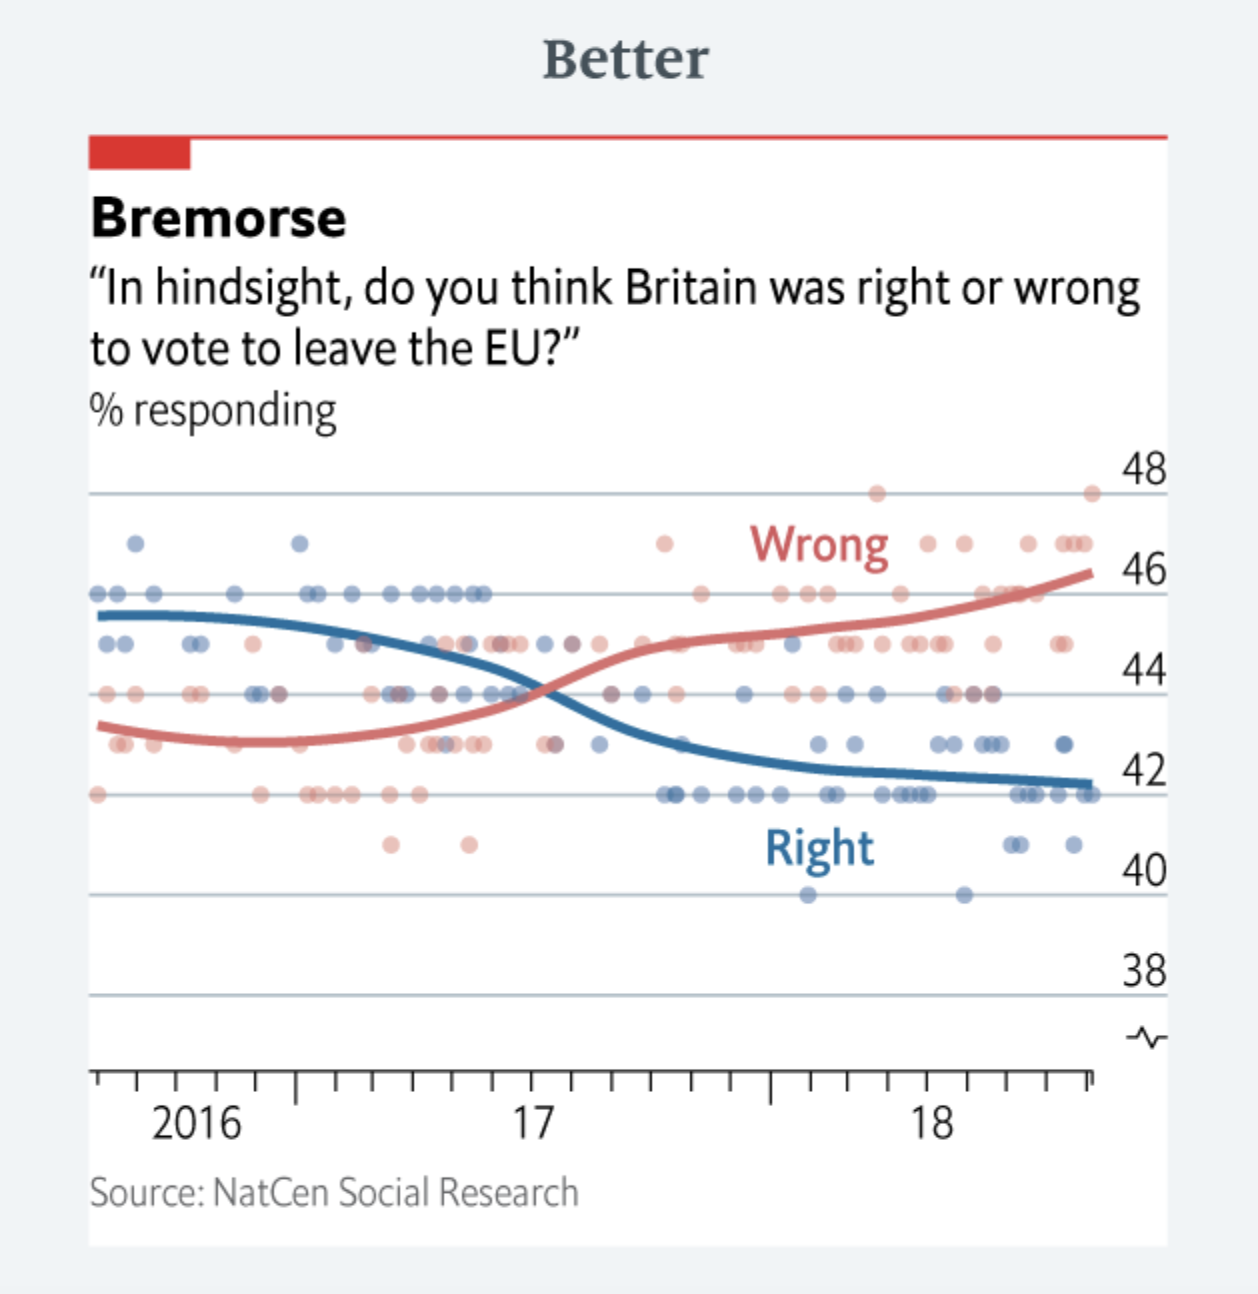 Better
Bremorse
“In hindsight, do you think Britain was right or wrong
to vote to leave the EU?”
% responding
48
Wrong
46
44
42
Right
40
38
2016 17 18
Source: NatCen Social Research